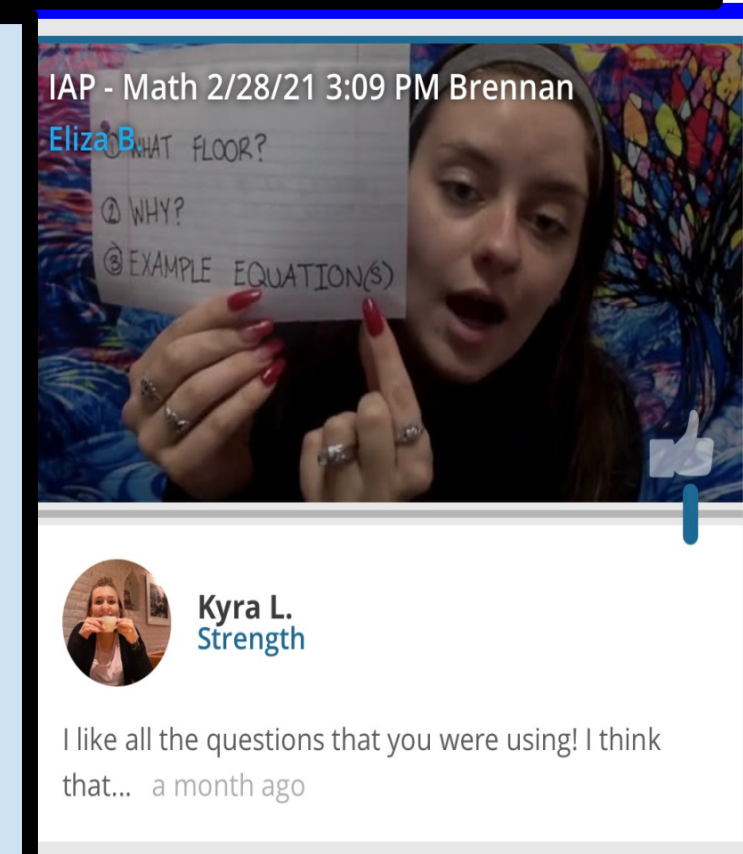 IAP - Math 2/28/21 3:09 PM Brennan
Eliza B.
① WHAT FLOOR?
② WHY?
③ EXAMPLE EQUATION(S)
Kyra L.
Strength
I like all the questions that you were using! I think
that... a month ago